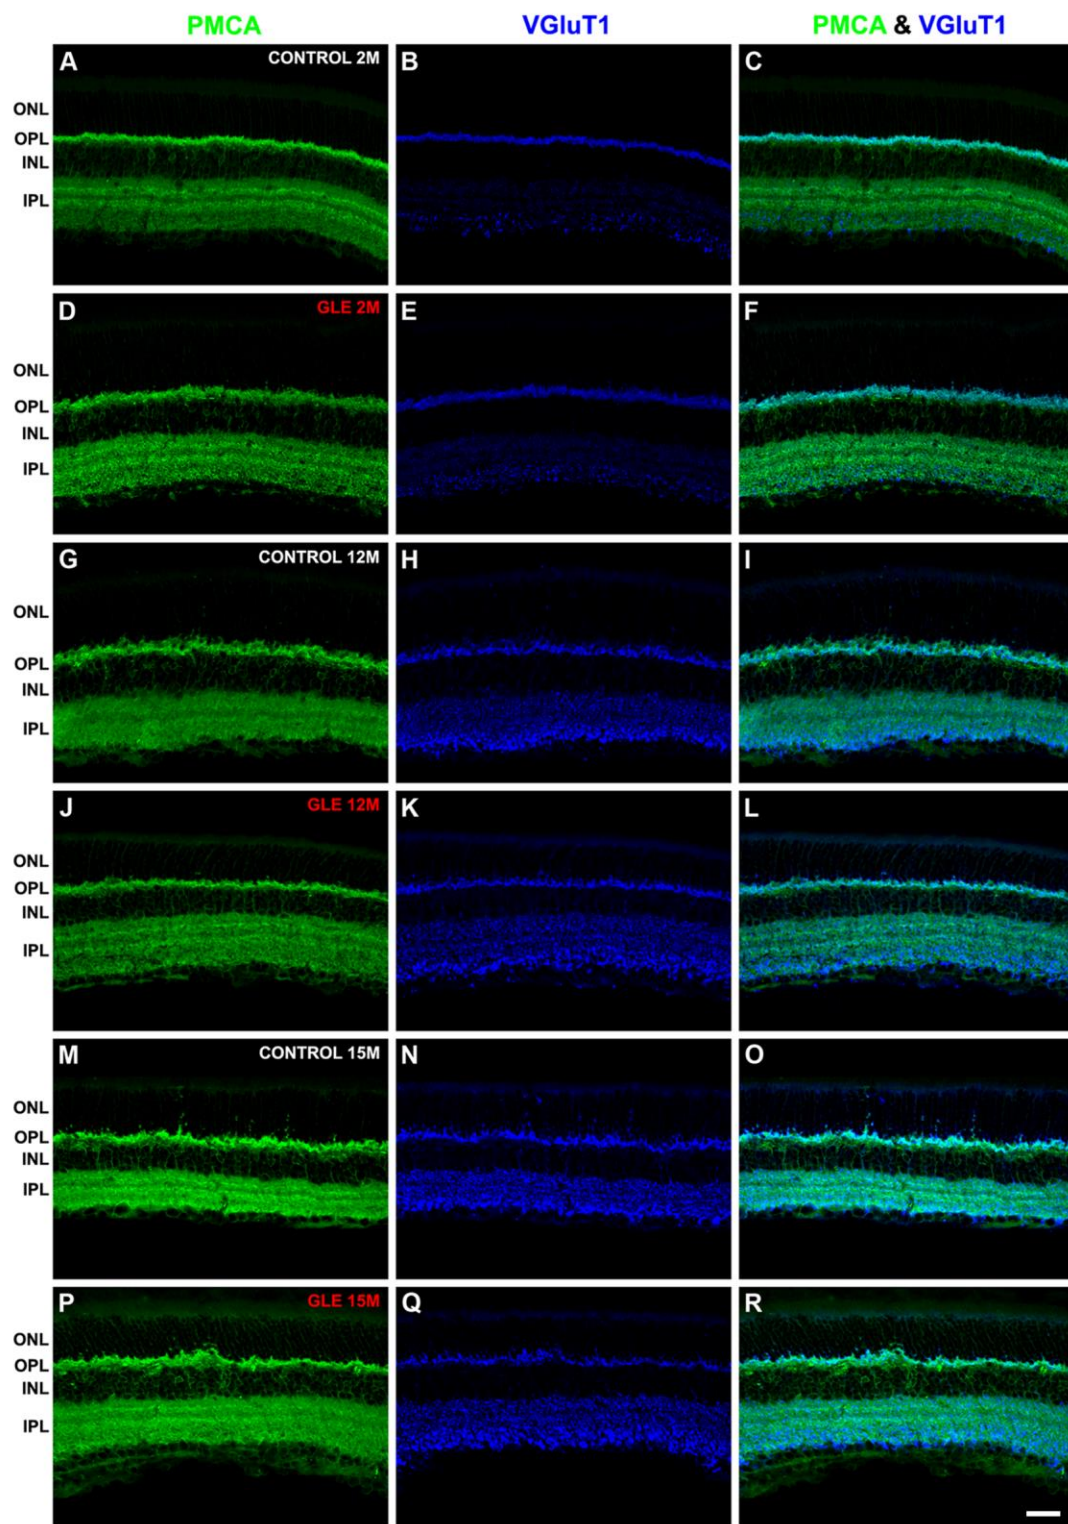 PMCA VGluT1 PMCA & VGluT1
A CONTROL 2M B C
ONL
OPL
INL
IPL
D GLE 2M E F
ONL
OPL
INL
IPL
G CONTROL 12M H I
ONL
OPL
INL
IPL
J GLE 12M K L
ONL
OPL
INL
IPL
M CONTROL 15M N O
ONL
OPL
INL
IPL
P GLE 15M Q R
ONL
OPL
INL
IPL